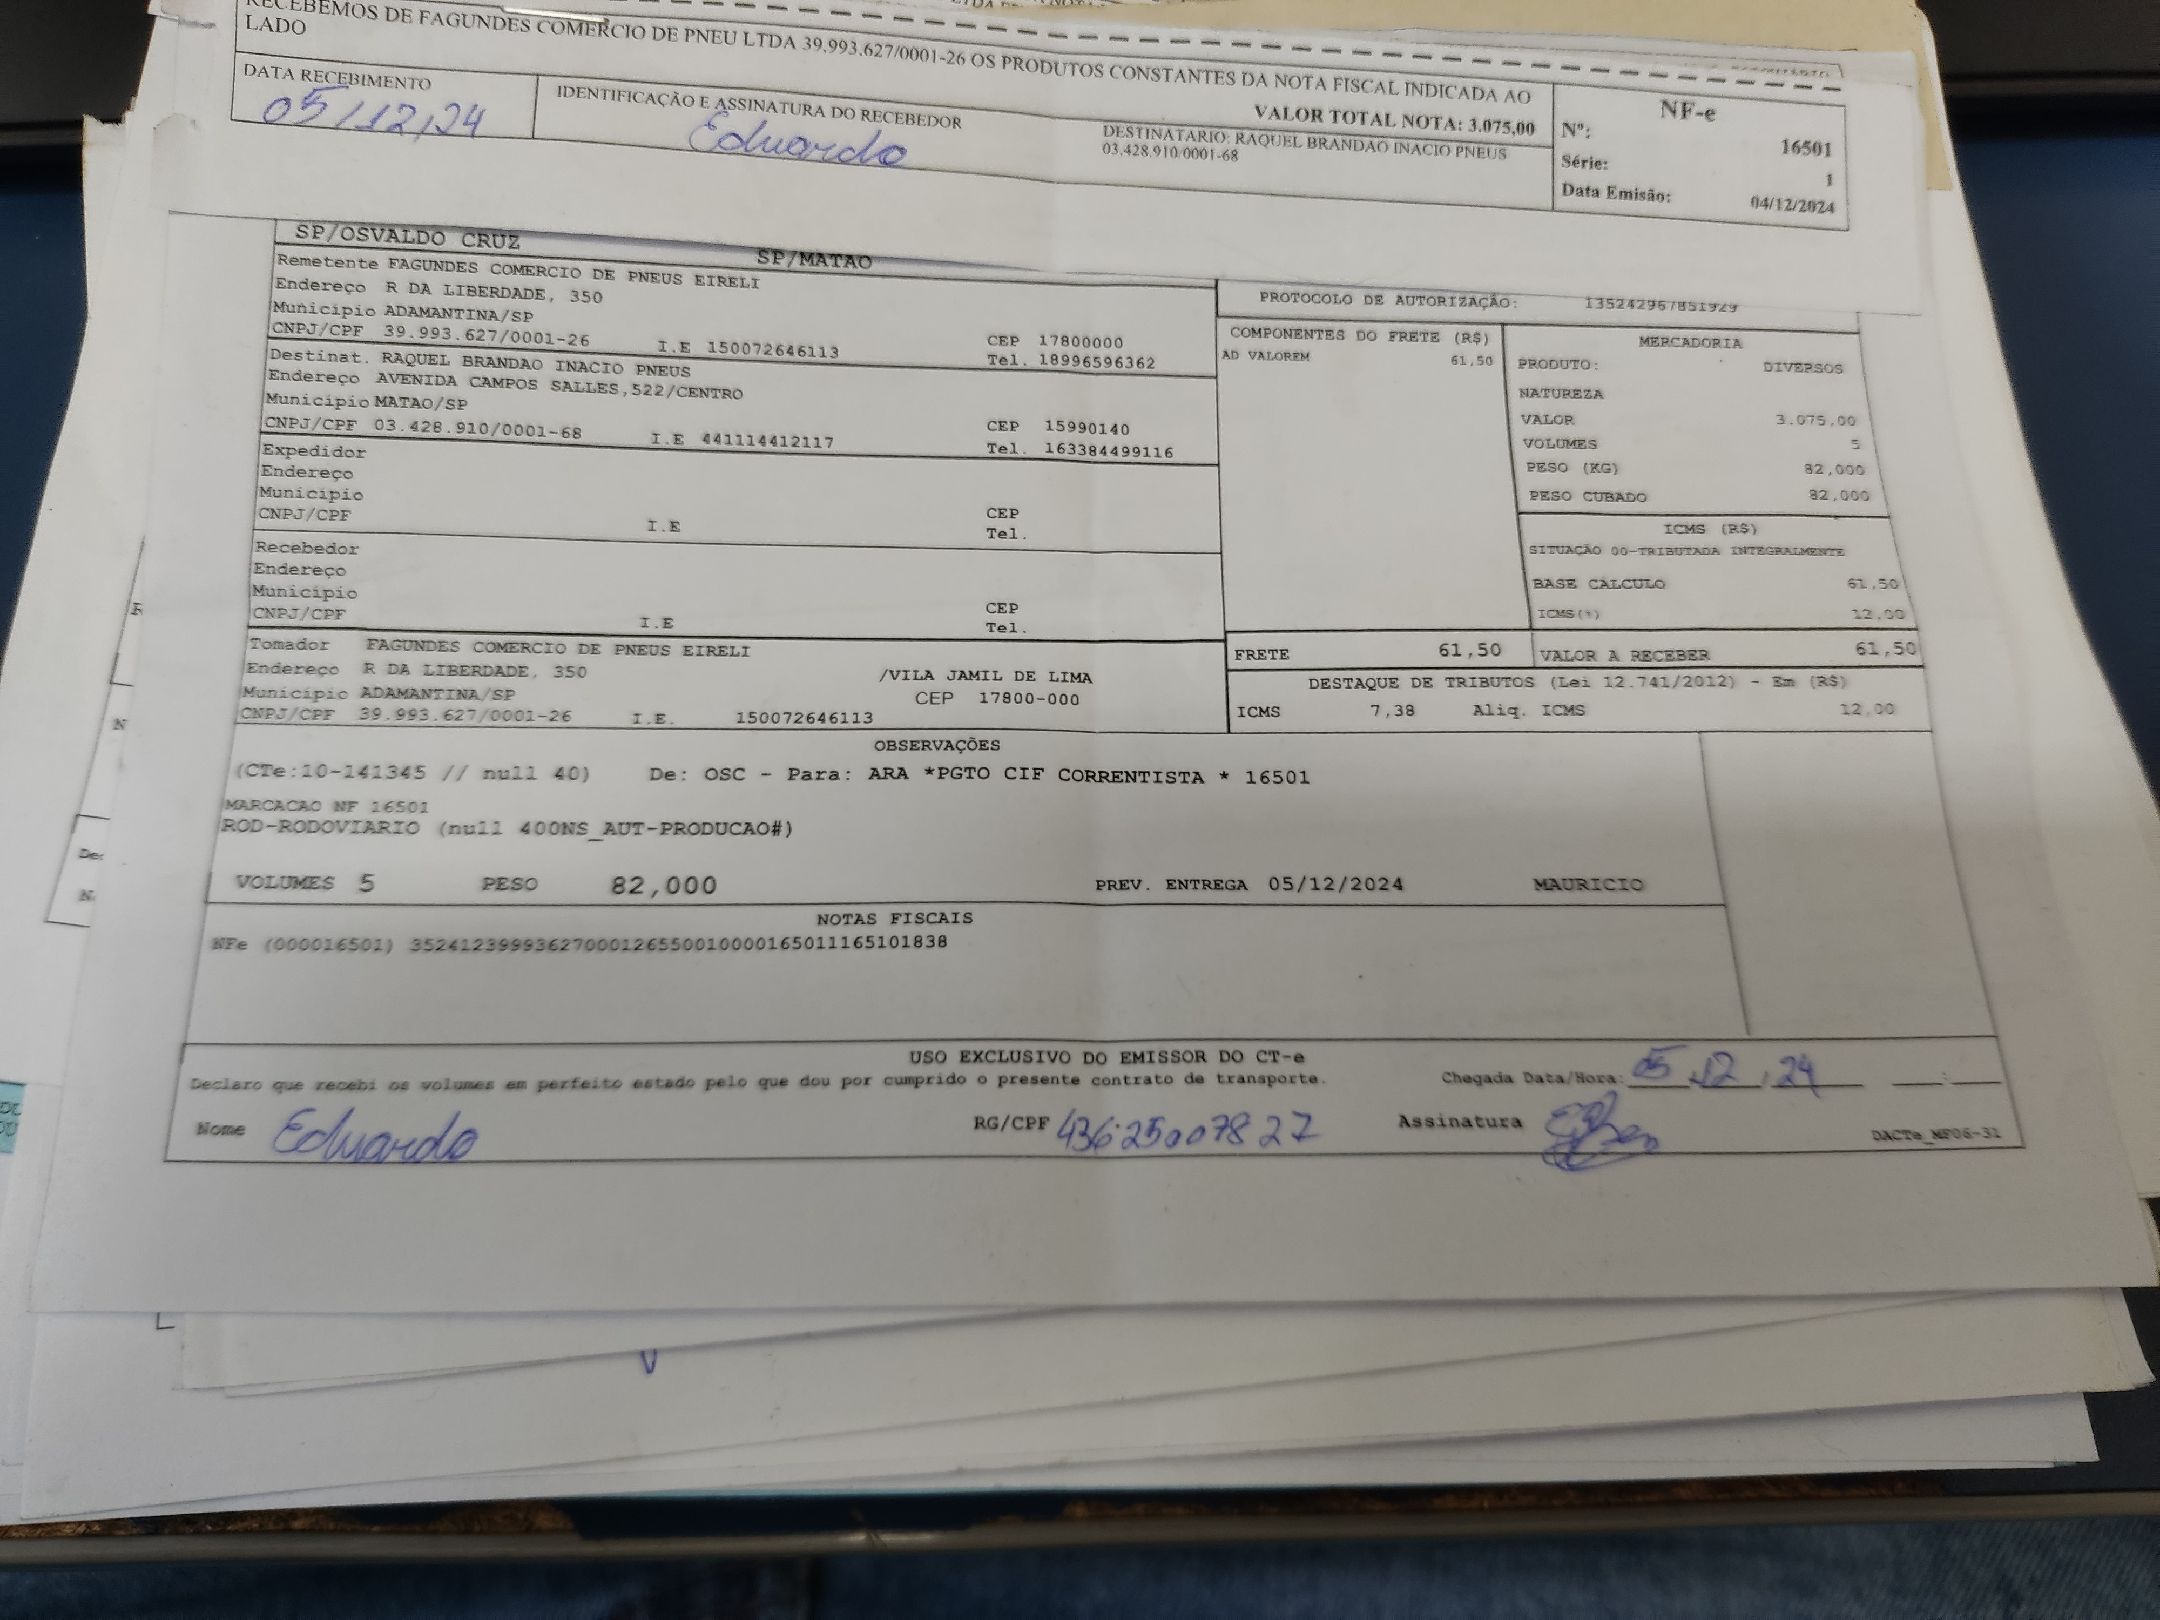 RECEBEMOS DE FAGUNDES COMERCIO DE PNEU LTDA 39.993.627/0001-26 OS PRODUTOS CONSTANTES DA NOTA FISCAL INDICADA AO
LADO
VALOR TOTAL NOTA: 3.075,00
DATA RECEBIMENTO
05/12/24
IDENTIFICAÇÃO E ASSINATURA DO RECEBEDOR
Eduardo
DESTINATARIO: RAQUEL BRANDAO INACIO PNEUS
03.428.910/0001-68
NF-e
Nº: 16501
Série: 1
Data Emisão: 04/12/2024
SP/OSVALDO CRUZ SP/MATAO
Remetente FAGUNDES COMERCIO DE PNEUS EIRELI
Endereço R DA LIBERDADE, 350
Município ADAMANTINA/SP CEP 17800000
CNPJ/CPF 39.993.627/0001-26 I.E 150072646113 Tel. 18996596362
Destinat. RAQUEL BRANDAO INACIO PNEUS
Endereço AVENIDA CAMPOS SALLES,522/CENTRO
Município MATAO/SP CEP 15990140
CNPJ/CPF 03.428.910/0001-68 I.E 441114412117 Tel. 163384499116
Expedidor
Endereço
Município CEP
CNPJ/CPF I.E Tel.
Recebedor
Endereço
Município CEP
CNPJ/CPF I.E Tel.
Tomador FAGUNDES COMERCIO DE PNEUS EIRELI
Endereço R DA LIBERDADE, 350 /VILA JAMIL DE LIMA
Município ADAMANTINA/SP CEP 17800-000
CNPJ/CPF 39.993.627/0001-26 I.E. 150072646113
PROTOCOLO DE AUTORIZAÇÃO: 135242967851929
COMPONENTES DO FRETE (R$)
AD VALOREM 61,50
MERCADORIA
PRODUTO: DIVERSOS
NATUREZA
VALOR 3.075,00
VOLUMES 5
PESO (KG) 82,000
PESO CUBADO 82,000
ICMS (R$)
SITUAÇÃO 00-TRIBUTADA INTEGRALMENTE
BASE CALCULO 61,50
ICMS(%) 12,00
FRETE 61,50 VALOR A RECEBER 61,50
DESTAQUE DE TRIBUTOS (Lei 12.741/2012) - Em (R$)
ICMS 7,38 Aliq. ICMS 12,00
OBSERVAÇÕES
(CTe:10-141345 // null 40) De: OSC - Para: ARA *PGTO CIF CORRENTISTA * 16501
MARCACAO NF 16501
ROD-RODOVIARIO (null 400NS_AUT-PRODUCAO#)
VOLUMES 5 PESO 82,000 PREV. ENTREGA 05/12/2024 MAURICIO
NOTAS FISCAIS
NFe (000016501) 35241239993627000126550010000165011165101838
USO EXCLUSIVO DO EMISSOR DO CT-e
Declaro que recebi os volumes em perfeito estado pelo que dou por cumprido o presente contrato de transporte. Chegada Data/Hora: 05.12.24 __:__
Nome Eduardo RG/CPF 43625007827 Assinatura
DACTe_MF06-31